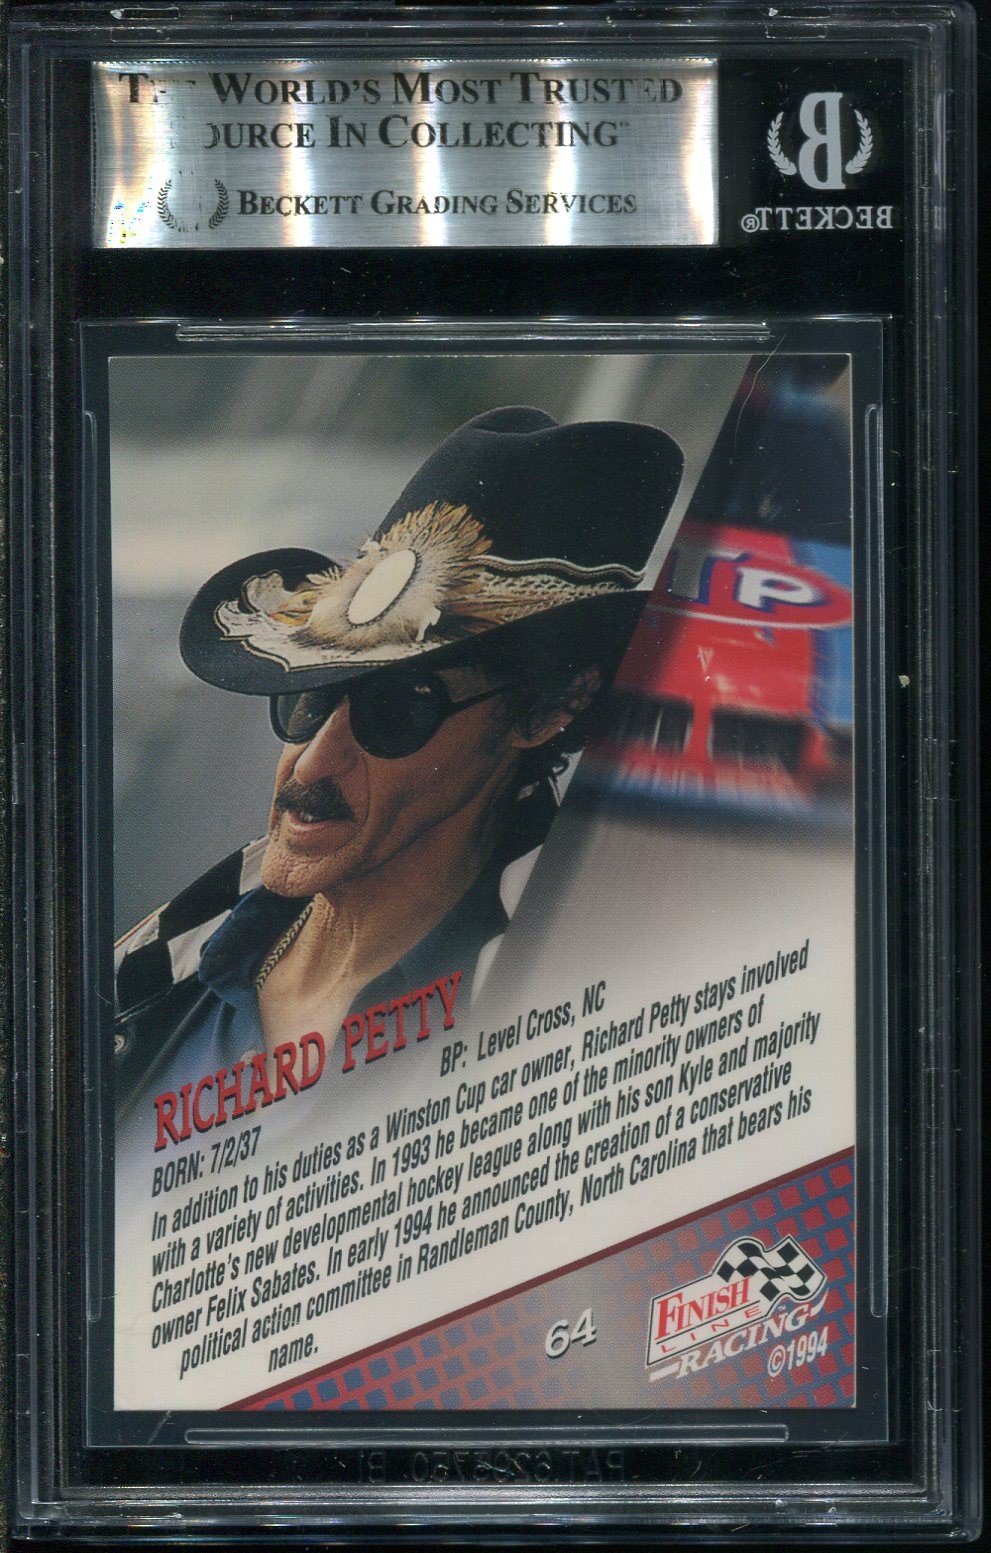 THE WORLD'S MOST TRUSTED
SOURCE IN COLLECTING™
BECKETT GRADING SERVICES
BECKETT®
STP
RICHARD PETTY
BORN: 7/2/37
BP: Level Cross, NC
In addition to his duties as a Winston Cup car owner, Richard Petty stays involved
with a variety of activities. In 1993 he became one of the minority owners of
Charlotte's new developmental hockey league along with his son Kyle and majority
owner Felix Sabates. In early 1994 he announced the creation of a conservative
political action committee in Randleman County, North Carolina that bears his
name.
64
FINISH
LINE™
RACING
©1994